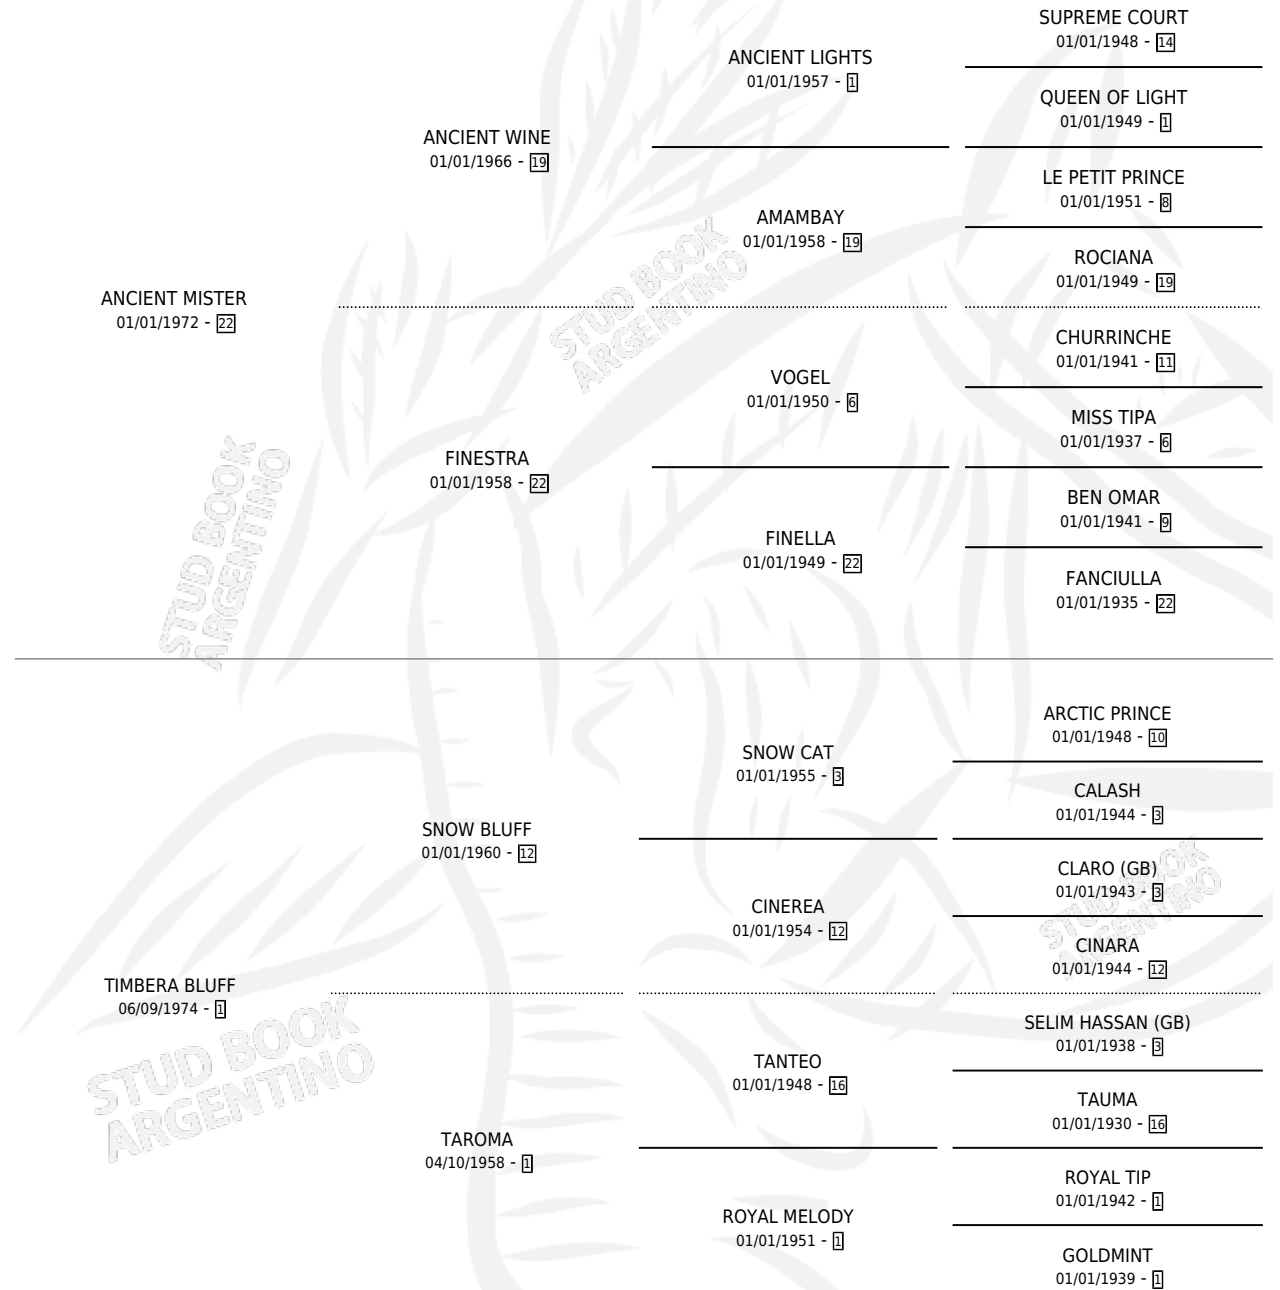 SUPREME COURT
01/01/1948 - 14
ANCIENT LIGHTS
01/01/1957 - 1
QUEEN OF LIGHT
01/01/1949 - 1
ANCIENT WINE
01/01/1966 - 19
LE PETIT PRINCE
01/01/1951 - 8
AMAMBAY
01/01/1958 - 19
ROCIANA
01/01/1949 - 19
ANCIENT MISTER
01/01/1972 - 22
CHURRINCHE
01/01/1941 - 11
VOGEL
01/01/1950 - 6
MISS TIPA
01/01/1937 - 6
FINESTRA
01/01/1958 - 22
BEN OMAR
01/01/1941 - 9
FINELLA
01/01/1949 - 22
FANCIULLA
01/01/1935 - 22
STUD BOOK
ARGENTINO
STUD BOOK
ARGENTINO
ARCTIC PRINCE
01/01/1948 - 10
SNOW CAT
01/01/1955 - 3
CALASH
01/01/1944 - 3
SNOW BLUFF
01/01/1960 - 12
CLARO (GB)
01/01/1943 - 3
CINEREA
01/01/1954 - 12
CINARA
01/01/1944 - 12
STUD BOOK
ARGENTINO
TIMBERA BLUFF
06/09/1974 - 1
SELIM HASSAN (GB)
01/01/1938 - 3
TANTEO
01/01/1948 - 16
TAUMA
01/01/1930 - 16
STUD BOOK
ARGENTINO
TAROMA
04/10/1958 - 1
ROYAL TIP
01/01/1942 - 1
ROYAL MELODY
01/01/1951 - 1
GOLDMINT
01/01/1939 - 1